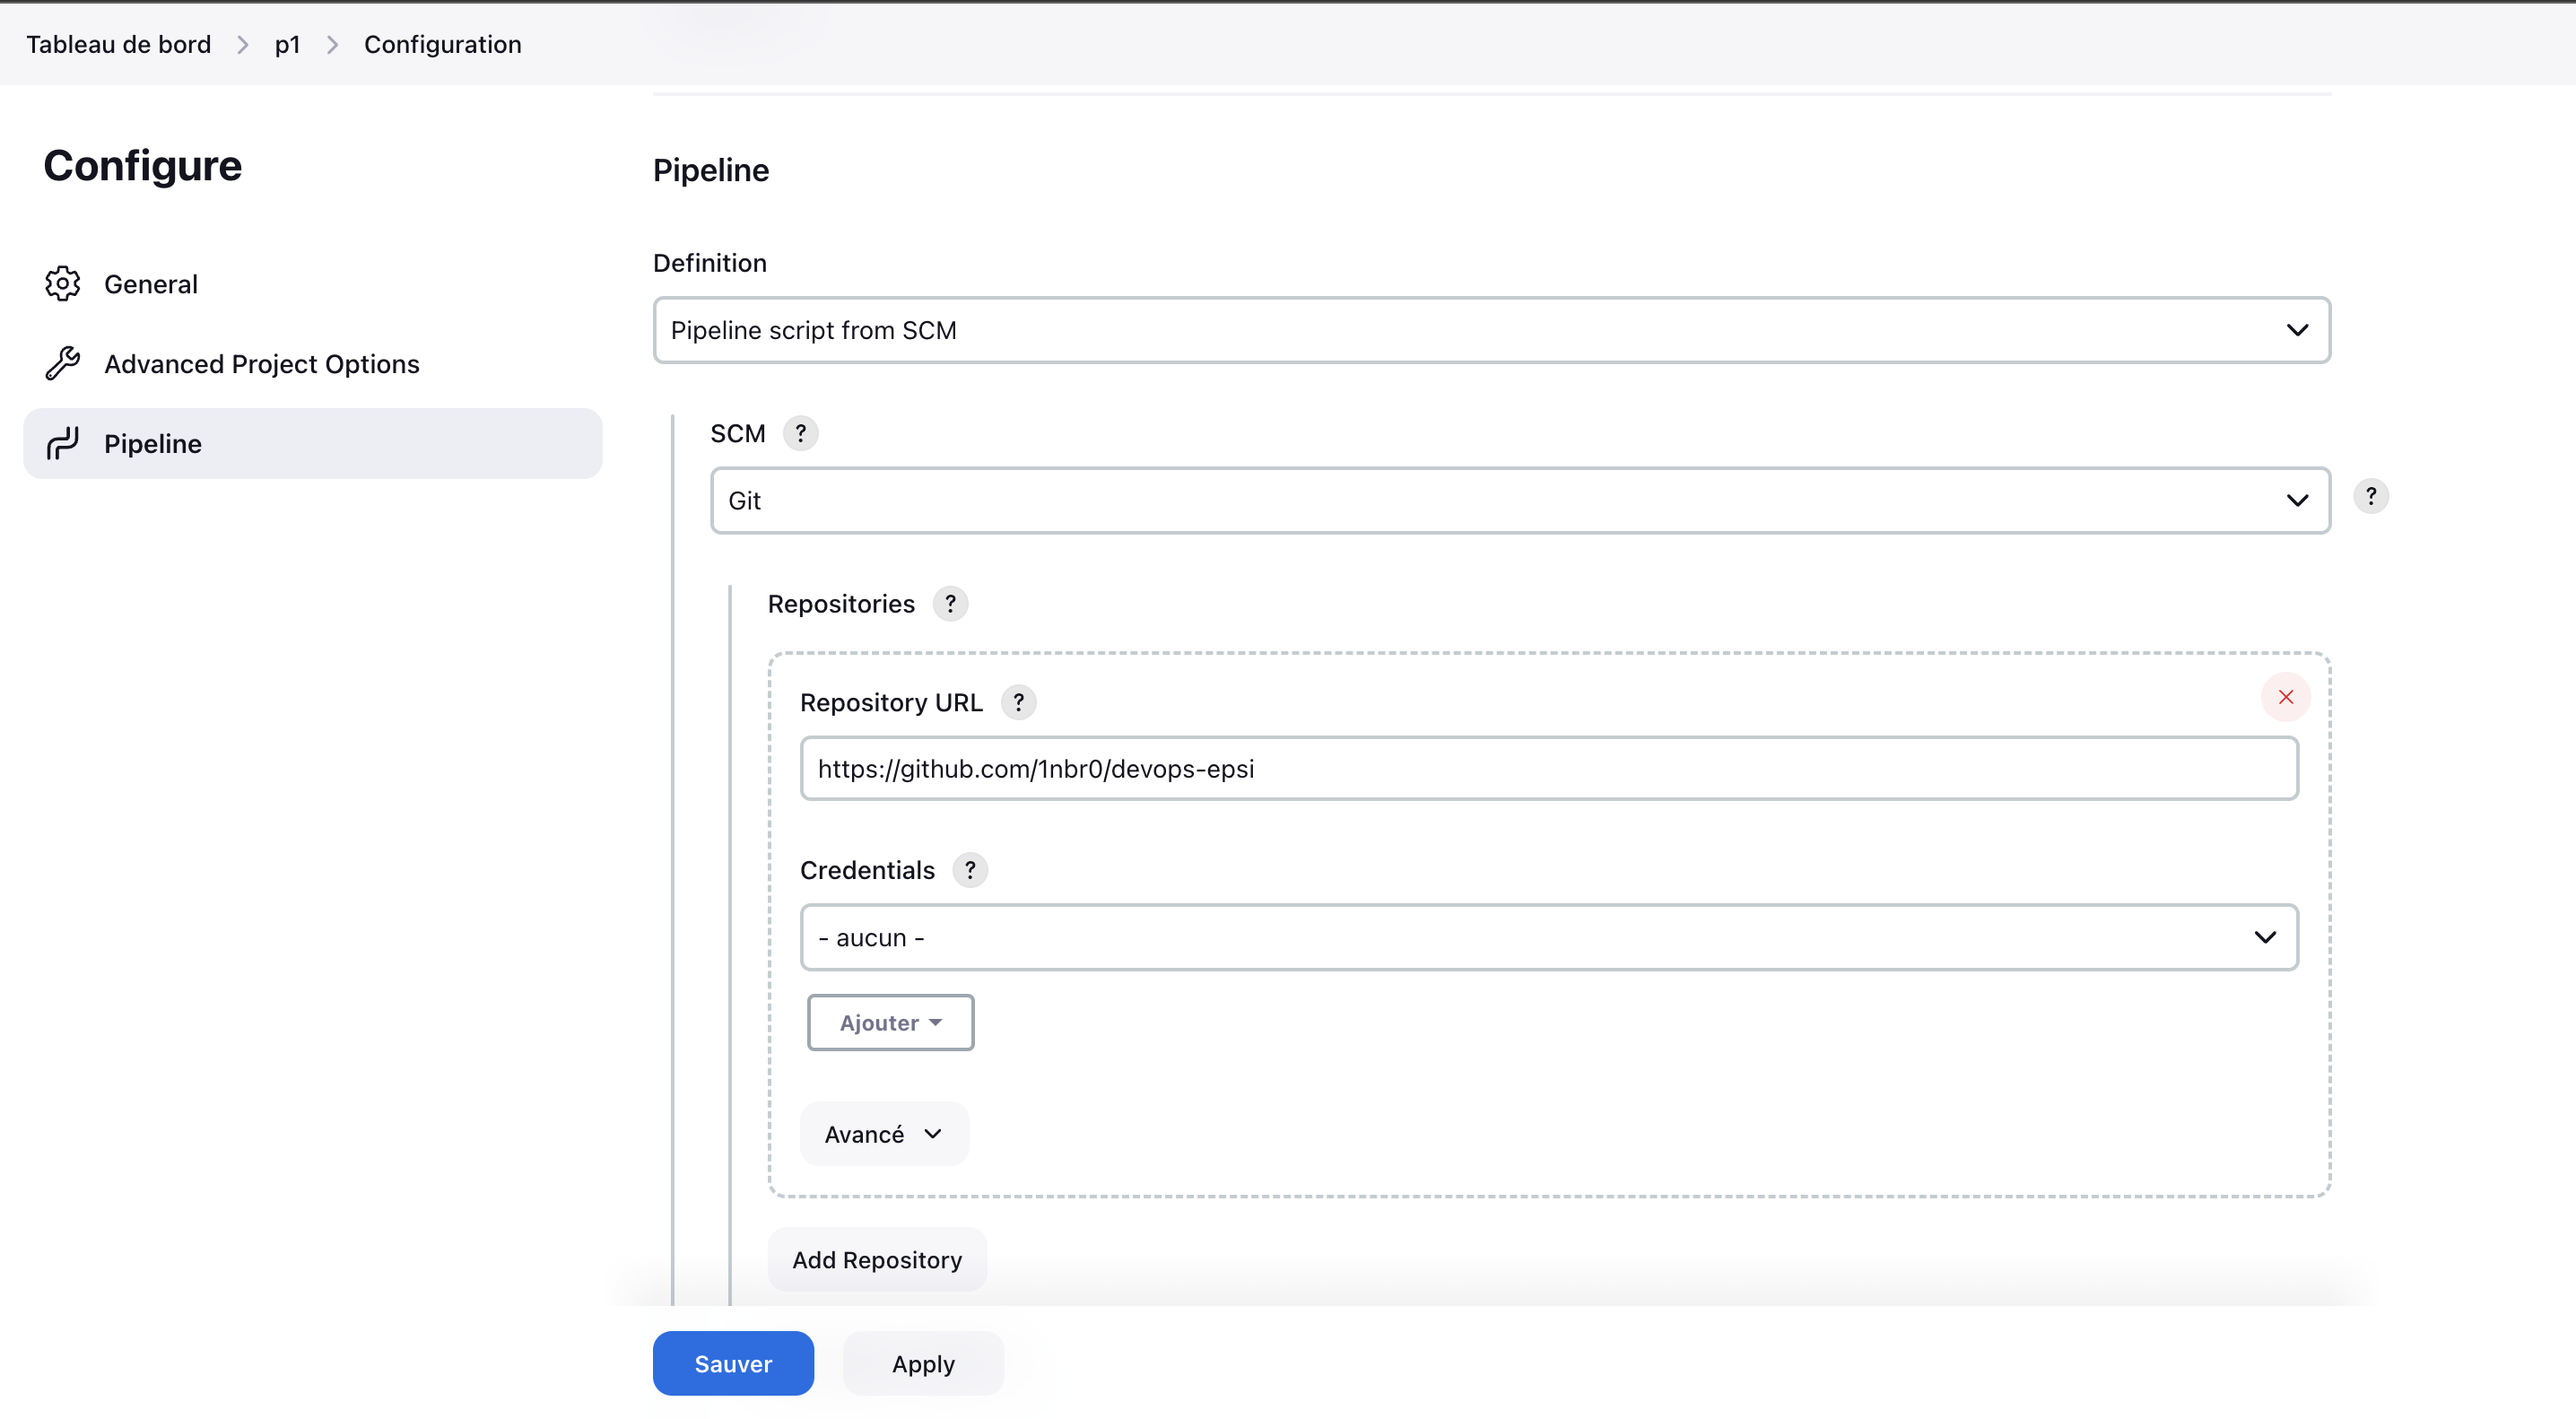 Tableau de bord > p1 > Configuration
Configure
General
Advanced Project Options
Pipeline
Pipeline
Definition
Pipeline script from SCM
SCM ?
Git
?
Repositories ?
Repository URL ?
https://github.com/1nbr0/devops-epsi
Credentials ?
- aucun -
Ajouter
Avancé
Add Repository
Sauver
Apply